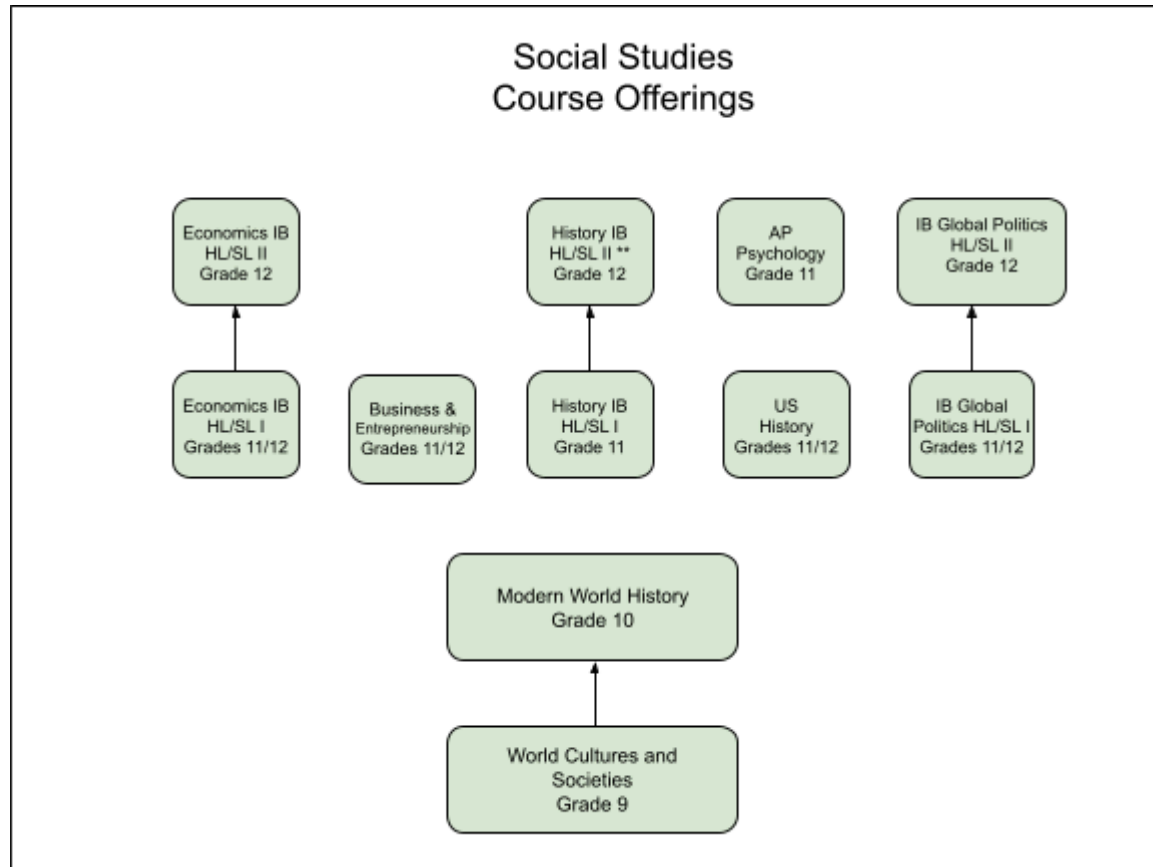 Social Studies
Course Offerings
Economics IB
HL/SL II
Grade 12
History IB
HL/SL II **
Grade 12
AP
Psychology
Grade 11
IB Global Politics
HL/SL II
Grade 12
Economics IB
HL/SL I
Grades 11/12
Business &
Entrepreneurship
Grades 11/12
History IB
HL/SL I
Grade 11
US
History
Grades 11/12
IB Global
Politics HL/SL I
Grades 11/12
Modern World History
Grade 10
World Cultures and
Societies
Grade 9